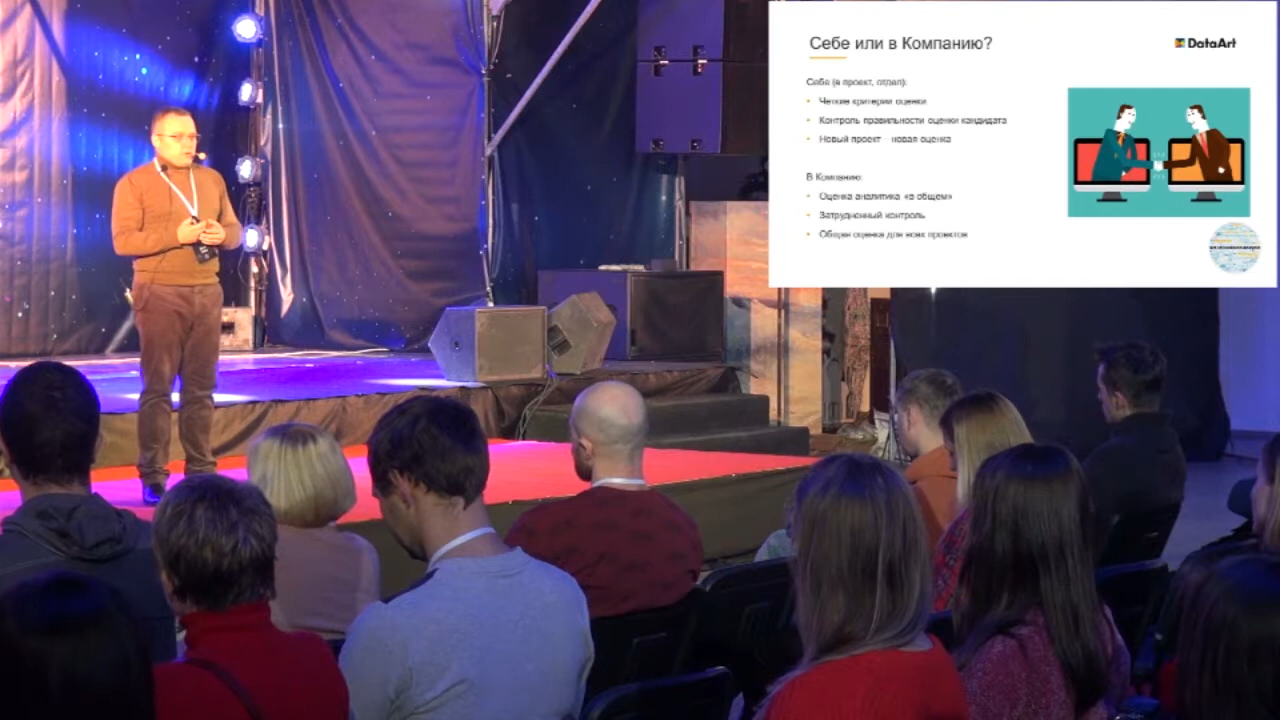 Себе или в Компанию?
DataArt
Себе (в проект, отдел):
Четкие критерии оценки
Контроль правильности оценки кандидата
Новый проект - новая оценка
В Компанию:
Оценка аналитика «в общем»
Затрудненный контроль
Общая оценка для всех проектов